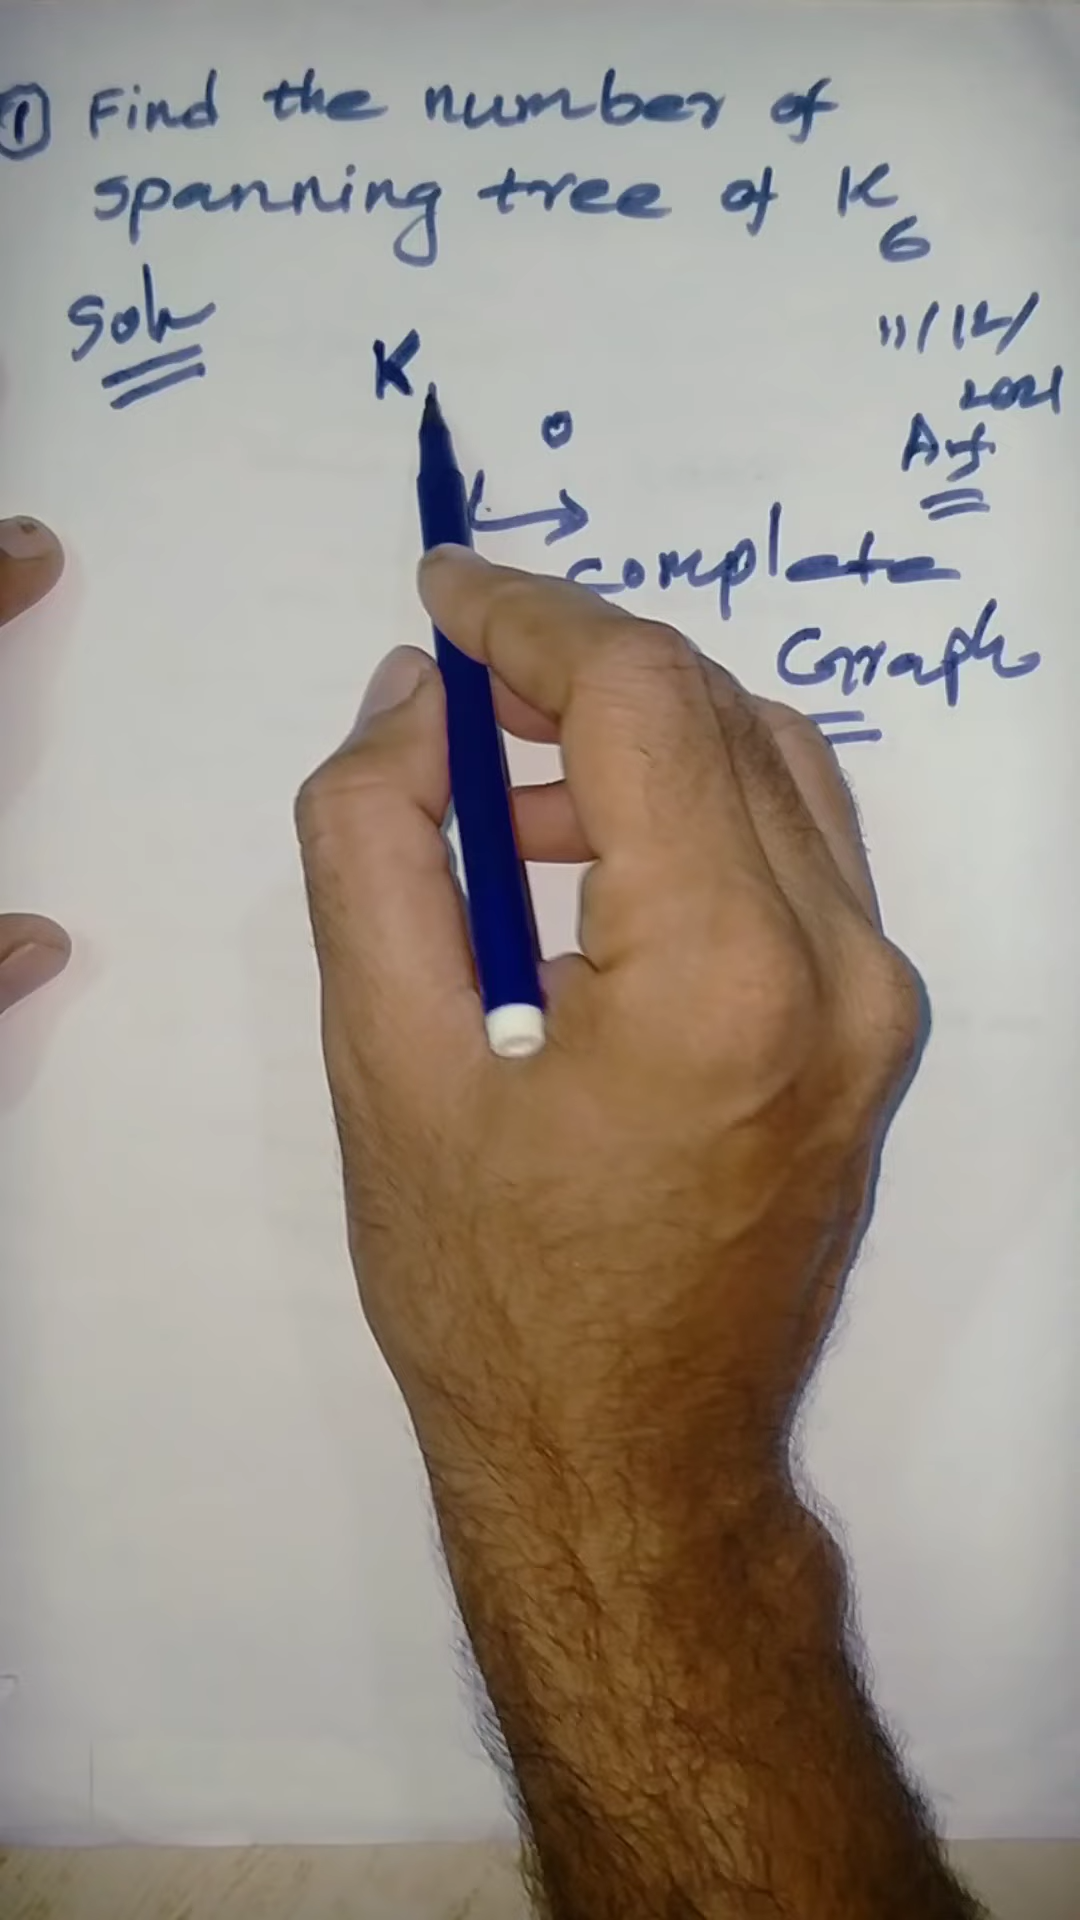 ① Find the number of
spanning tree of K6
Soln
11/12/
2021
K
complete
Graph